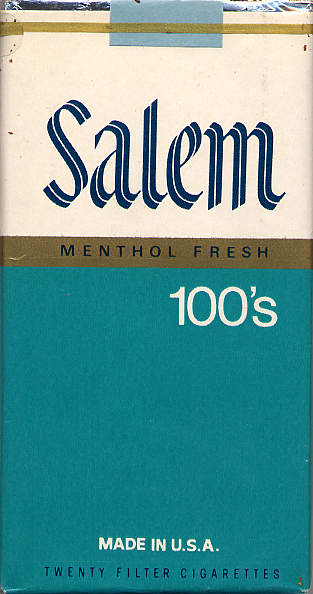 Salem
MENTHOL FRESH
100's
MADE IN U.S.A.
TWENTY FILTER CIGARETTES